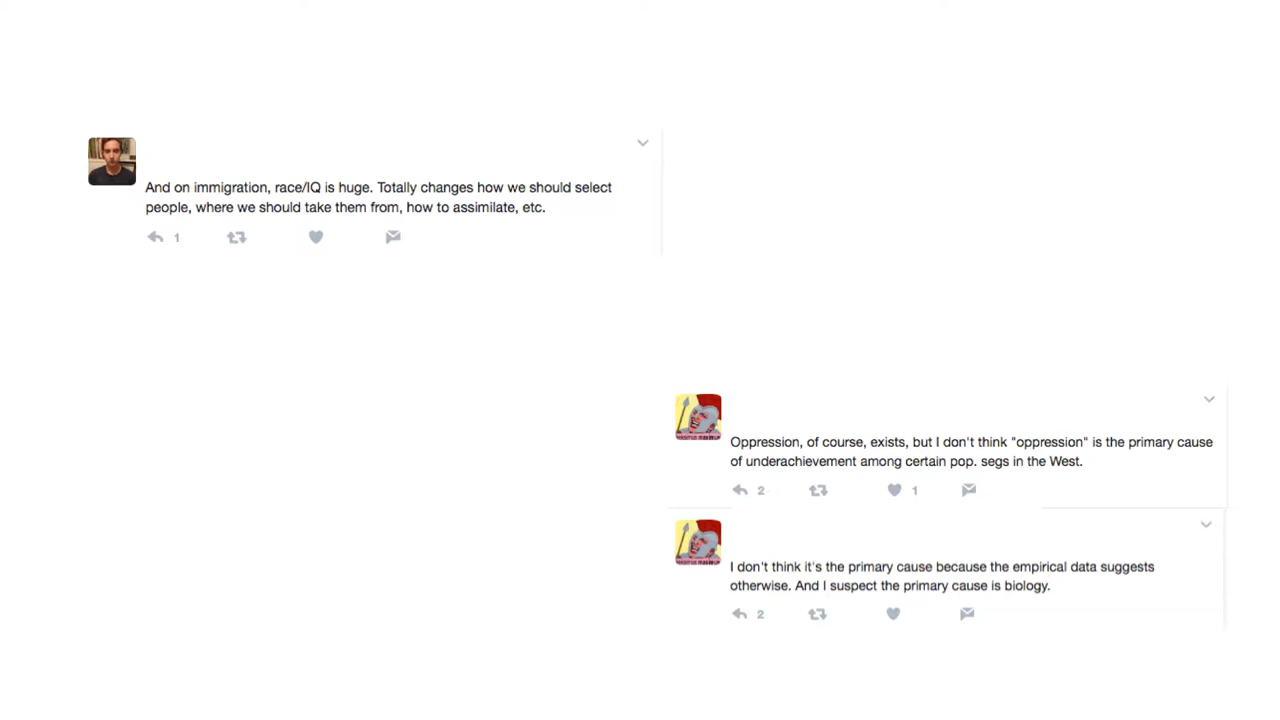 And on immigration, race/IQ is huge. Totally changes how we should select
people, where we should take them from, how to assimilate, etc.
1
Oppression, of course, exists, but I don't think "oppression" is the primary cause
of underachievement among certain pop. segs in the West.
2 1
I don't think it's the primary cause because the empirical data suggests
otherwise. And I suspect the primary cause is biology.
2